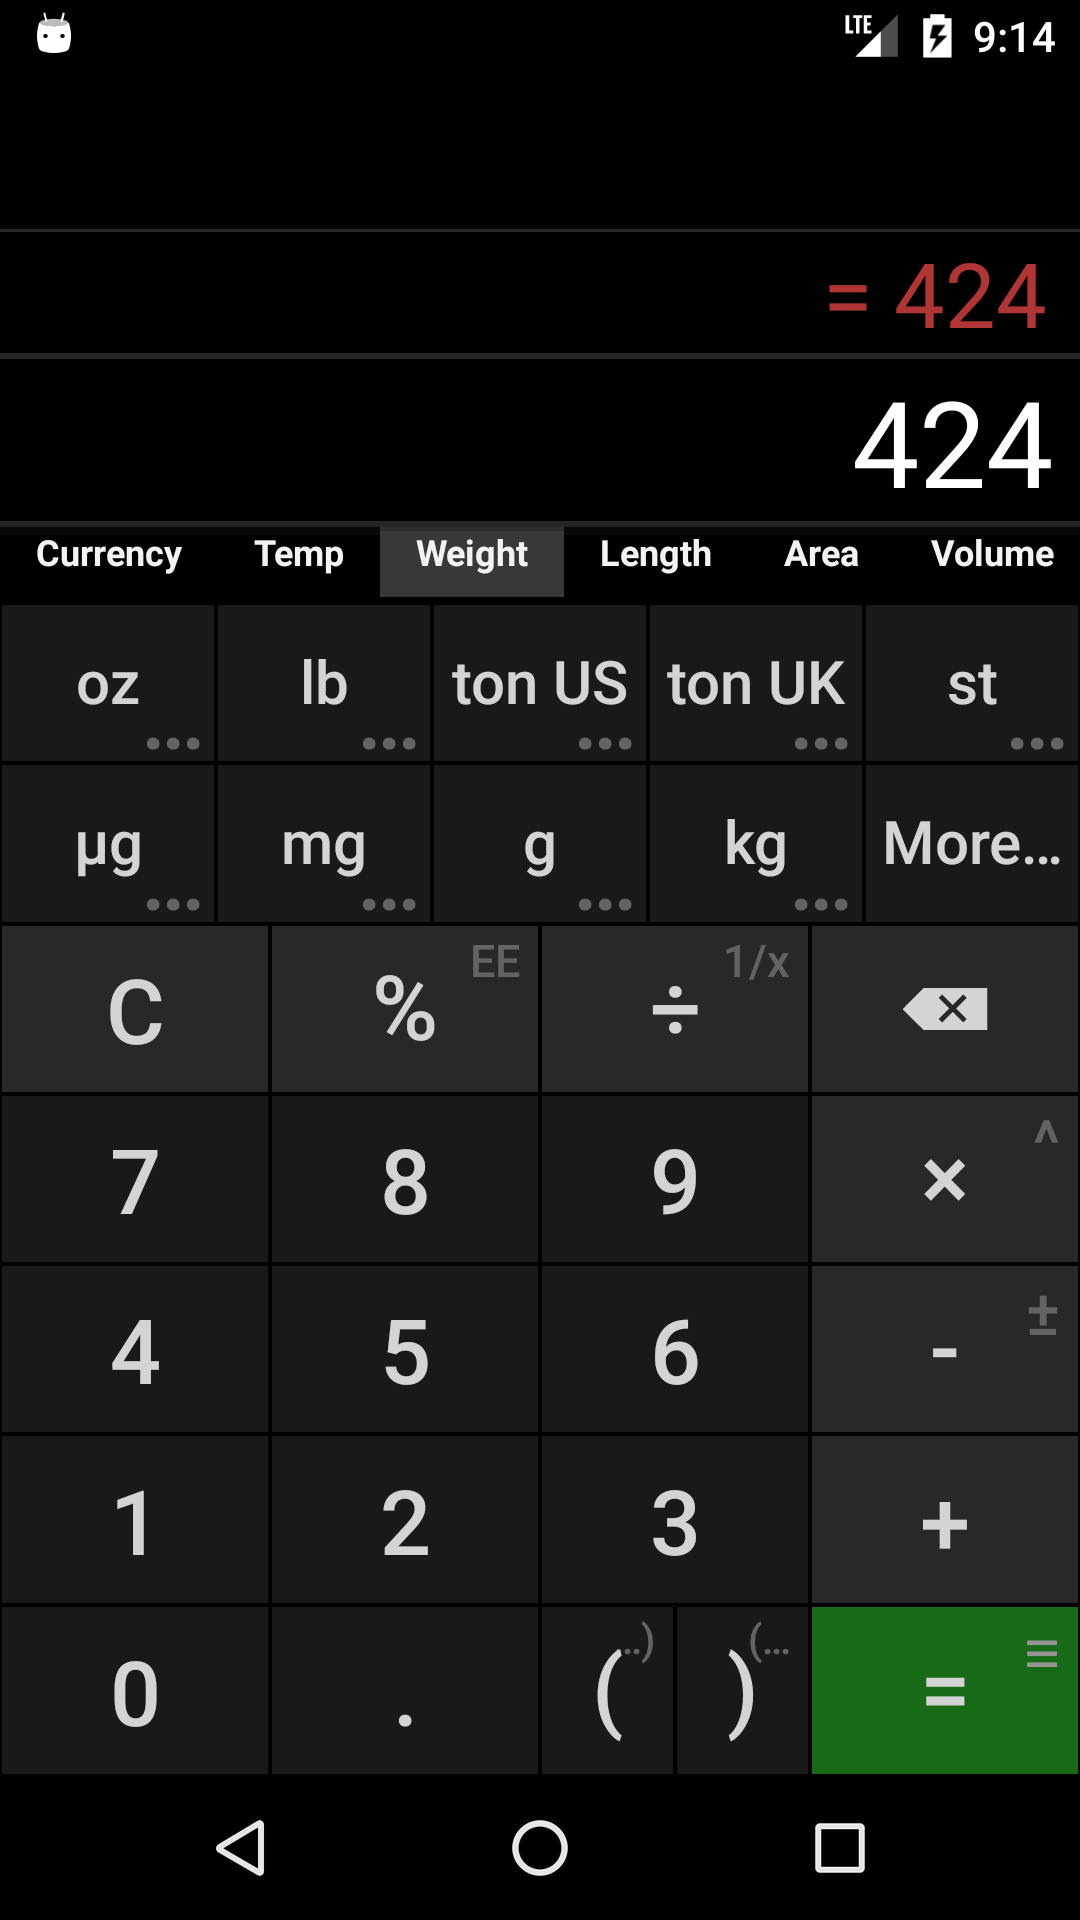 LTE 9:14
= 424
424
Currency Temp Weight Length Area Volume
oz lb ton US ton UK st
µg mg g kg More...
C % EE ÷ 1/x
7 8 9 × ^
4 5 6 - ±
1 2 3 +
0 . ( ..) ) (... =